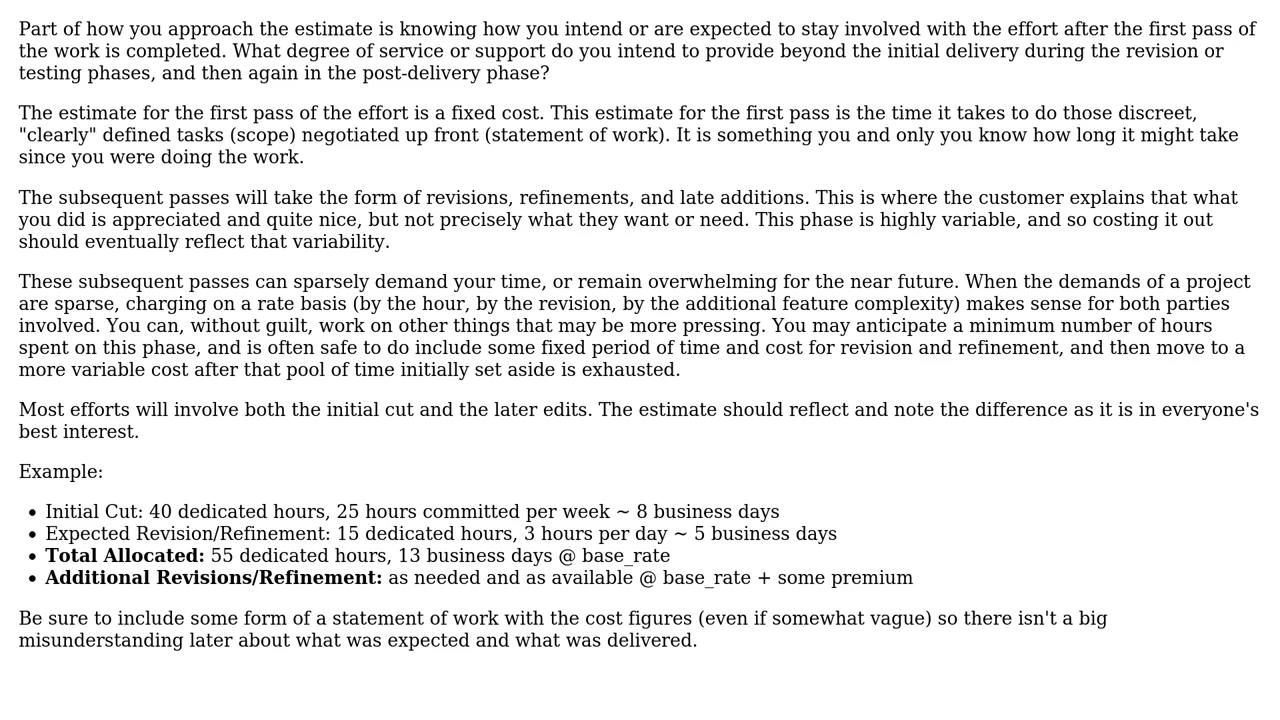 Part of how you approach the estimate is knowing how you intend or are expected to stay involved with the effort after the first pass of
the work is completed. What degree of service or support do you intend to provide beyond the initial delivery during the revision or
testing phases, and then again in the post-delivery phase?
The estimate for the first pass of the effort is a fixed cost. This estimate for the first pass is the time it takes to do those discreet,
"clearly" defined tasks (scope) negotiated up front (statement of work). It is something you and only you know how long it might take
since you were doing the work.
The subsequent passes will take the form of revisions, refinements, and late additions. This is where the customer explains that what
you did is appreciated and quite nice, but not precisely what they want or need. This phase is highly variable, and so costing it out
should eventually reflect that variability.
These subsequent passes can sparsely demand your time, or remain overwhelming for the near future. When the demands of a project
are sparse, charging on a rate basis (by the hour, by the revision, by the additional feature complexity) makes sense for both parties
involved. You can, without guilt, work on other things that may be more pressing. You may anticipate a minimum number of hours
spent on this phase, and is often safe to do include some fixed period of time and cost for revision and refinement, and then move to a
more variable cost after that pool of time initially set aside is exhausted.
Most efforts will involve both the initial cut and the later edits. The estimate should reflect and note the difference as it is in everyone's
best interest.
Example:
• Initial Cut: 40 dedicated hours, 25 hours committed per week ~ 8 business days
• Expected Revision/Refinement: 15 dedicated hours, 3 hours per day ~ 5 business days
• Total Allocated: 55 dedicated hours, 13 business days @ base_rate
• Additional Revisions/Refinement: as needed and as available @ base_rate + some premium
Be sure to include some form of a statement of work with the cost figures (even if somewhat vague) so there isn't a big
misunderstanding later about what was expected and what was delivered.